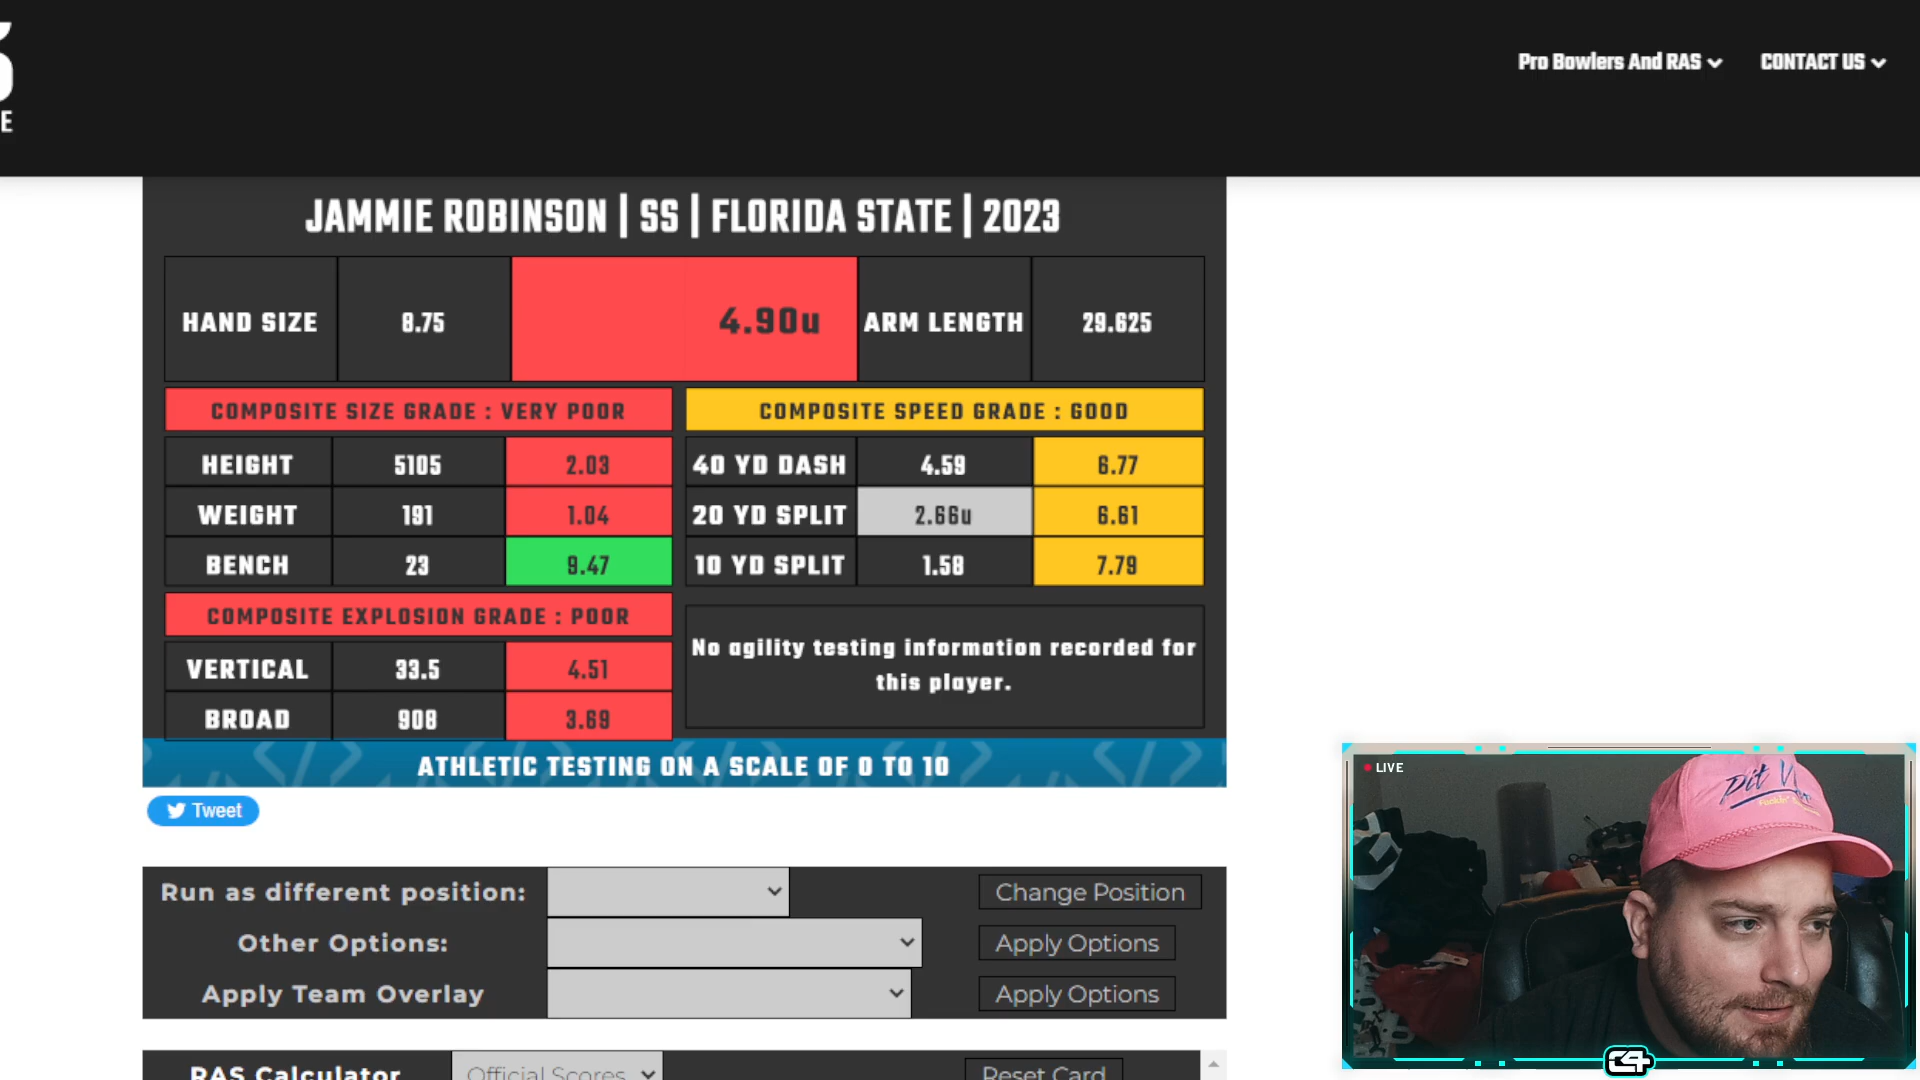 E
Pro Bowlers And RAS
CONTACT US
JAMMIE ROBINSON | SS | FLORIDA STATE | 2023
HAND SIZE 8.75 4.90u ARM LENGTH 29.625
COMPOSITE SIZE GRADE : VERY POOR
HEIGHT 5105 2.03
WEIGHT 191 1.04
BENCH 23 9.47
COMPOSITE SPEED GRADE : GOOD
40 YD DASH 4.59 6.77
20 YD SPLIT 2.66u 6.61
10 YD SPLIT 1.58 7.79
COMPOSITE EXPLOSION GRADE : POOR
VERTICAL 33.5 4.51
BROAD 908 3.69
No agility testing information recorded for
this player.
ATHLETIC TESTING ON A SCALE OF 0 TO 10
Tweet
Run as different position: Change Position
Other Options: Apply Options
Apply Team Overlay Apply Options
RAS Calculator Official Scores Reset Card
LIVE
Pit